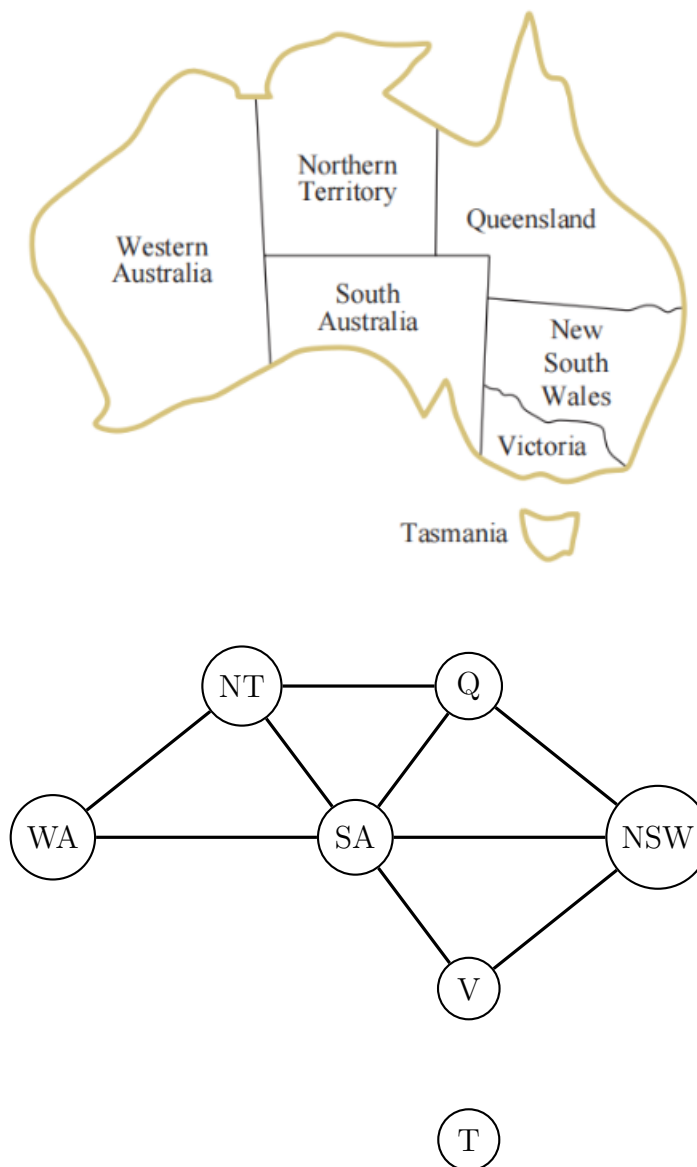 Northern
Territory
Queensland
Western
Australia
South
Australia
New
South
Wales
Victoria
Tasmania
NT
Q
WA
SA
NSW
V
T